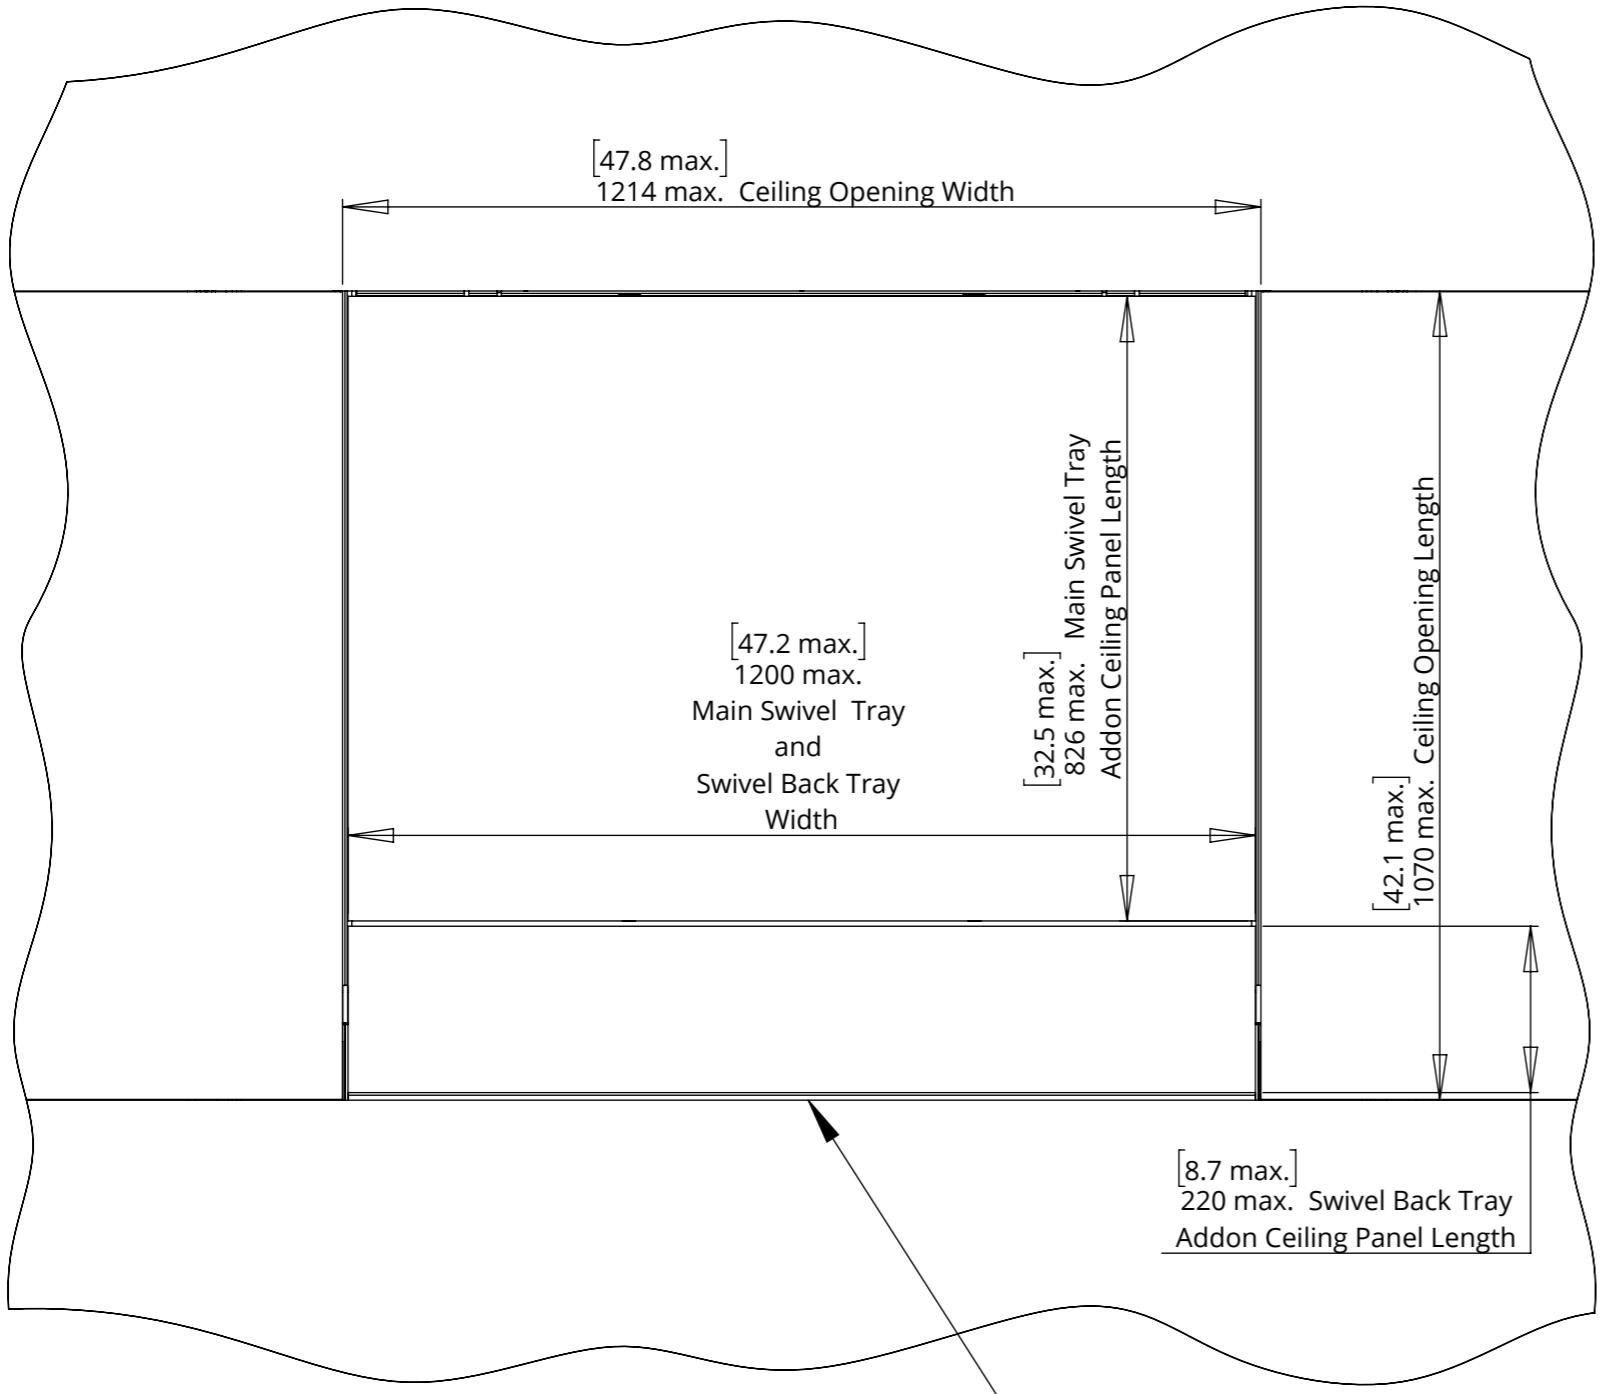 [47.8 max.]
1214 max. Ceiling Opening Width
[47.2 max.]
1200 max.
Main Swivel Tray
and
Swivel Back Tray
Width
[32.5 max.]
826 max. Main Swivel Tray
Addon Ceiling Panel Length
[42.1 max.]
1070 max. Ceiling Opening Length
[8.7 max.]
220 max. Swivel Back Tray
Addon Ceiling Panel Length